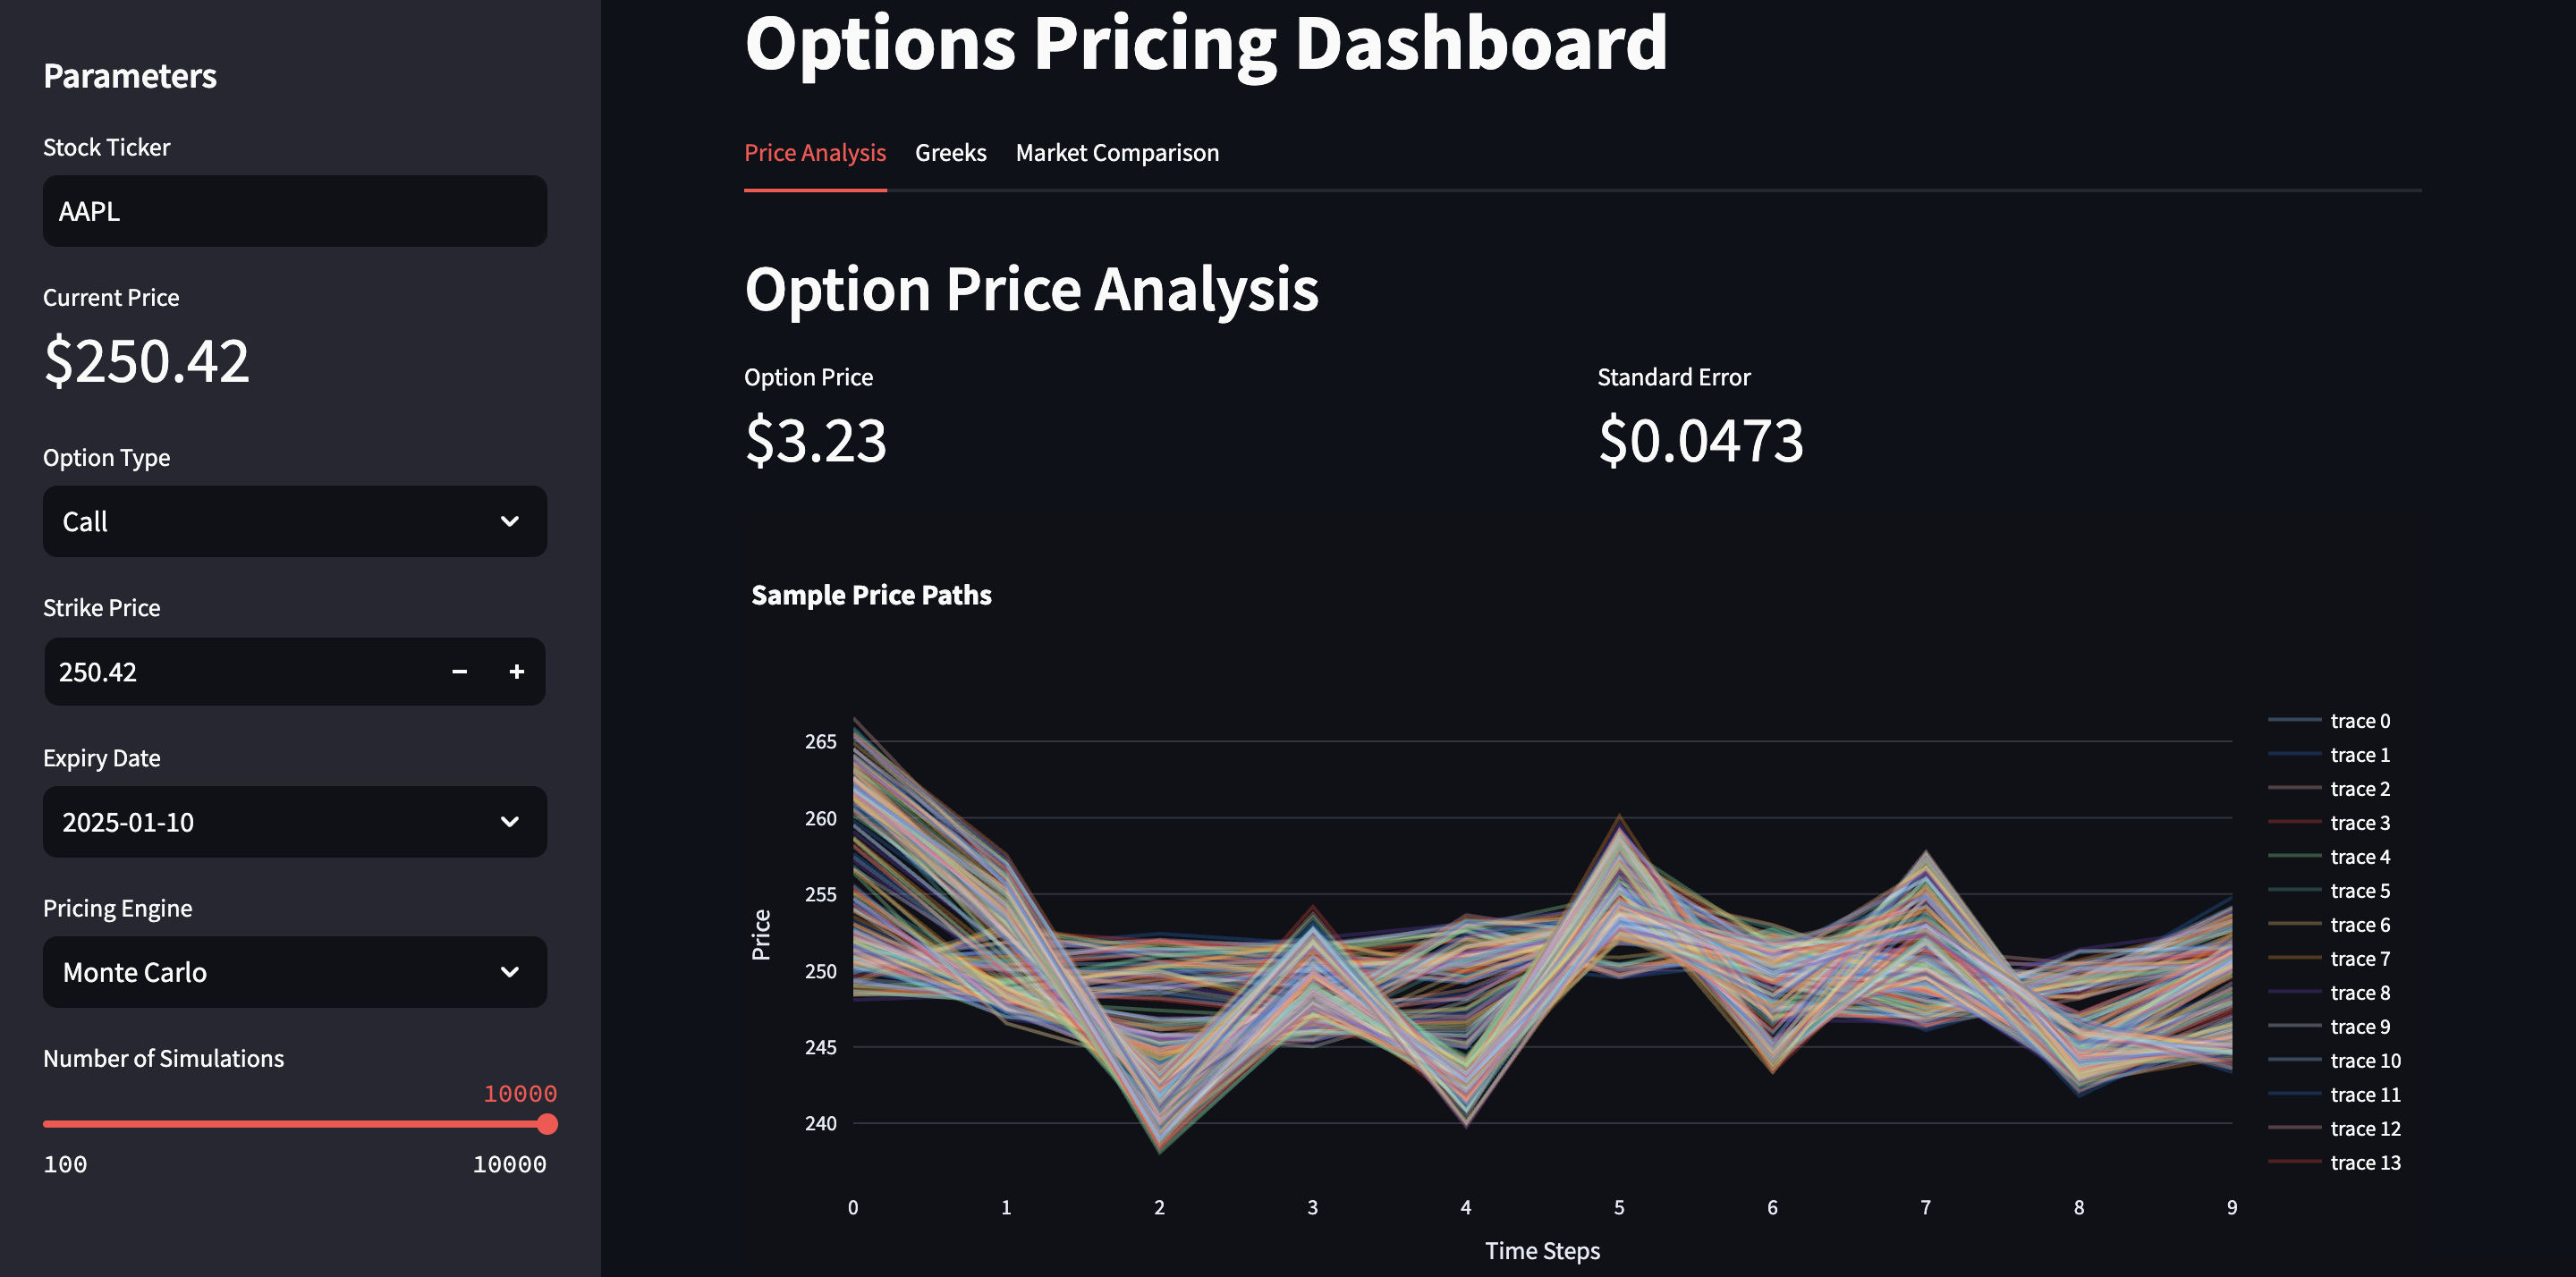 Parameters
Stock Ticker
AAPL
Current Price
$250.42
Option Type
Call
Strike Price
250.42
− +
Expiry Date
2025-01-10
Pricing Engine
Monte Carlo
Number of Simulations
10000
100 10000
Options Pricing Dashboard
Price Analysis Greeks Market Comparison
Option Price Analysis
Option Price Standard Error
$3.23 $0.0473
Sample Price Paths
265
260
255
250
245
240
Price
0 1 2 3 4 5 6 7 8 9
Time Steps
trace 0
trace 1
trace 2
trace 3
trace 4
trace 5
trace 6
trace 7
trace 8
trace 9
trace 10
trace 11
trace 12
trace 13